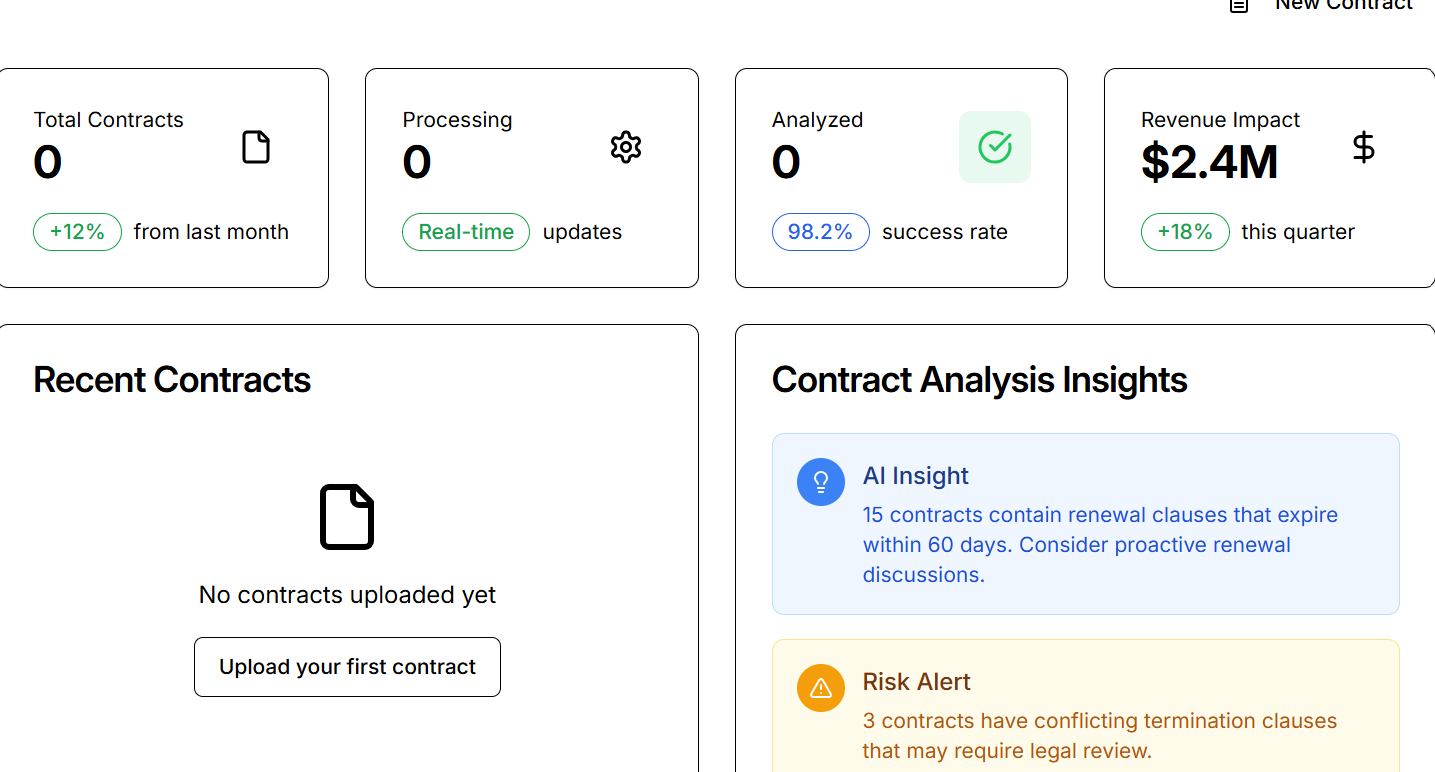 New Contract
Total Contracts
0
+12% from last month
Processing
0
Real-time updates
Analyzed
0
98.2% success rate
Revenue Impact
$2.4M
+18% this quarter
Recent Contracts
No contracts uploaded yet
Upload your first contract
Contract Analysis Insights
AI Insight
15 contracts contain renewal clauses that expire
within 60 days. Consider proactive renewal
discussions.
Risk Alert
3 contracts have conflicting termination clauses
that may require legal review.